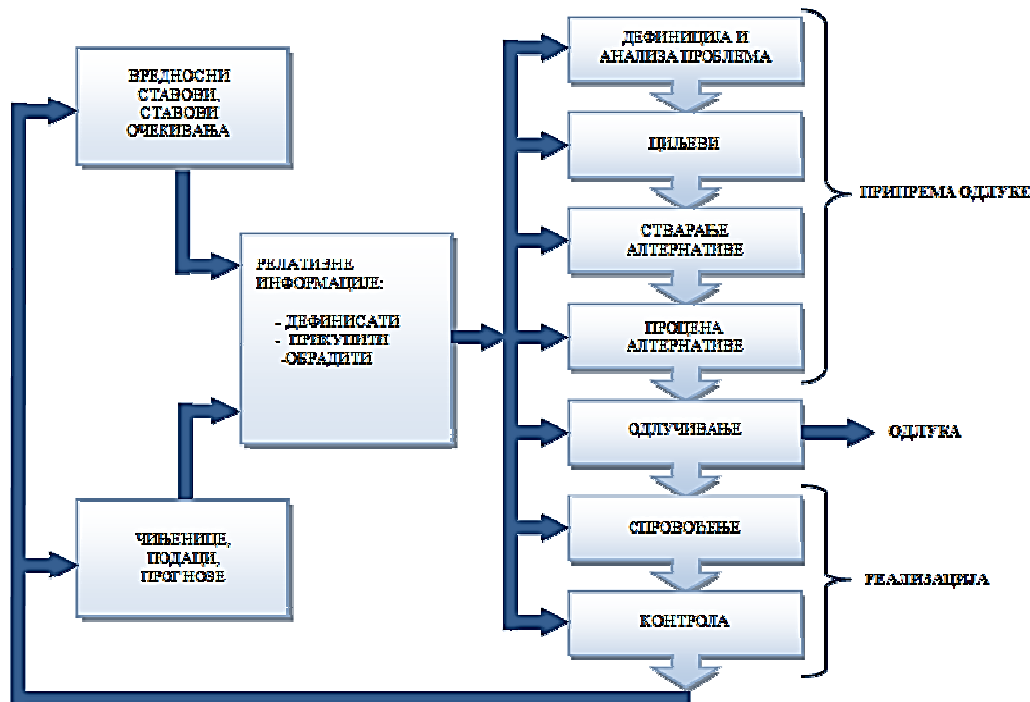 ВРЕДНОСНИ
СТАВОВИ,
СТАВОВИ
ОЧЕКИВАЊА
РЕЛАТИВНЕ
ИНФОРМАЦИЈЕ:
- ДЕФИНИСАТИ
- ПРИКУПИТИ
-ОБРАДИТИ
ЧИЊЕНИЦЕ,
ПОДАЦИ,
ПРОГНОЗЕ
ДЕФИНИЦИЈА И
АНАЛИЗА ПРОБЛЕМА
ЦИЉЕВИ
СТВАРАЊЕ
АЛТЕРНАТИВЕ
ПРОЦЕНА
АЛТЕРНАТИВЕ
ОДЛУЧИВАЊЕ
СПРОВОЂЕЊЕ
КОНТРОЛА
ПРИПРЕМА ОДЛУКЕ
ОДЛУКА
РЕАЛИЗАЦИЈА